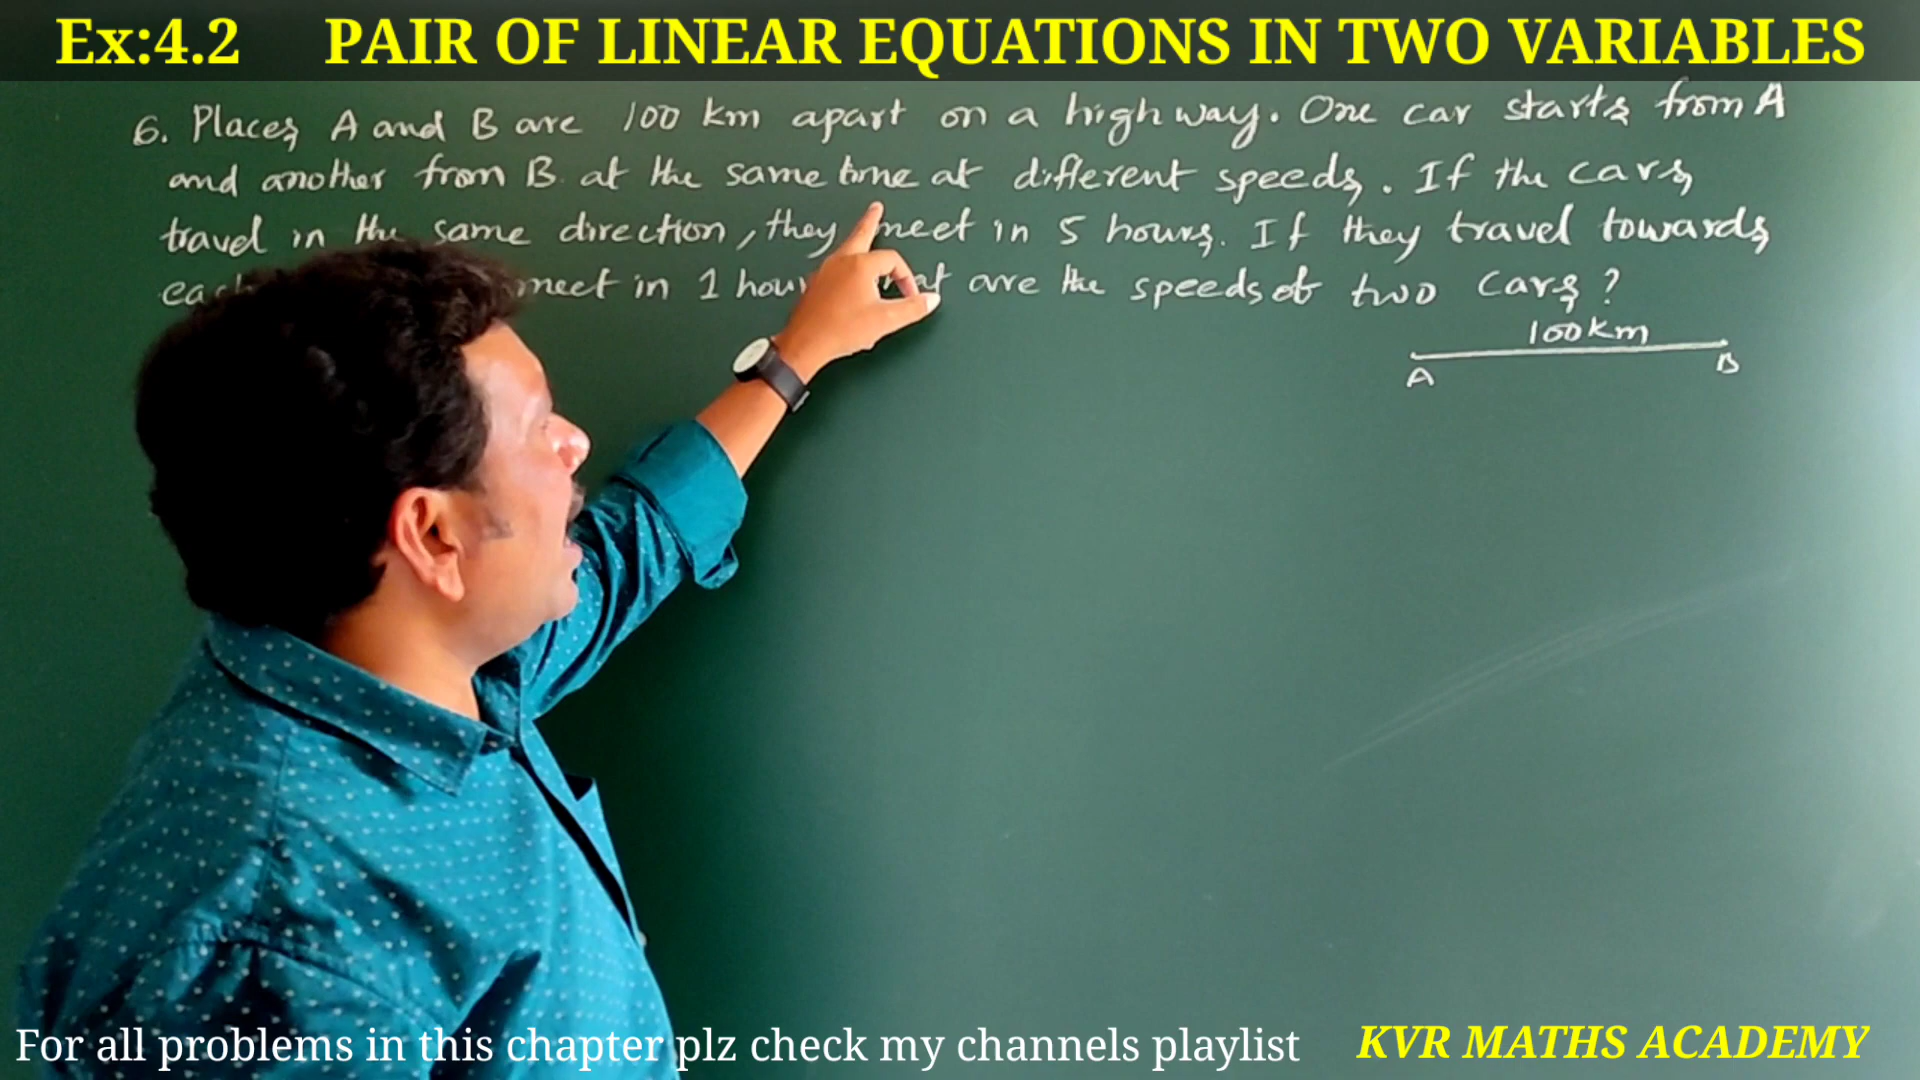 Ex:4.2 PAIR OF LINEAR EQUATIONS IN TWO VARIABLES
6. Places A and B are 100 km apart on a highway. One car starts from A
and another from B at the same time at different speeds. If the cars
travel in the same direction, they meet in 5 hours. If they travel towards
each meet in 1 hour are the speeds of two cars?
100km
A B
For all problems in this chapter plz check my channels playlist KVR MATHS ACADEMY